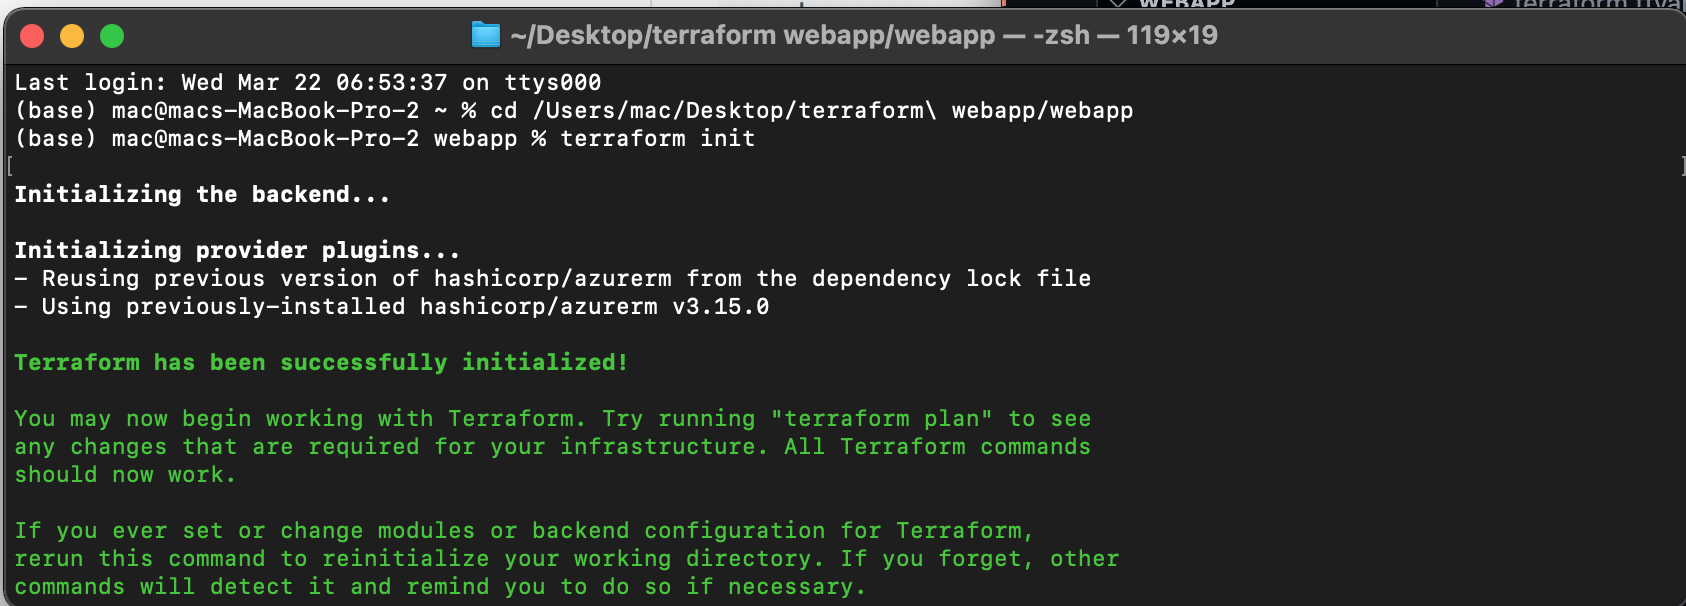 WEBAPP
terraform.tfva
~/Desktop/terraform webapp/webapp — -zsh — 119×19
Last login: Wed Mar 22 06:53:37 on ttys000
(base) mac@macs-MacBook-Pro-2 ~ % cd /Users/mac/Desktop/terraform\ webapp/webapp
(base) mac@macs-MacBook-Pro-2 webapp % terraform init
[ ]
Initializing the backend...
Initializing provider plugins...
- Reusing previous version of hashicorp/azurerm from the dependency lock file
- Using previously-installed hashicorp/azurerm v3.15.0
Terraform has been successfully initialized!
You may now begin working with Terraform. Try running "terraform plan" to see
any changes that are required for your infrastructure. All Terraform commands
should now work.
If you ever set or change modules or backend configuration for Terraform,
rerun this command to reinitialize your working directory. If you forget, other
commands will detect it and remind you to do so if necessary.